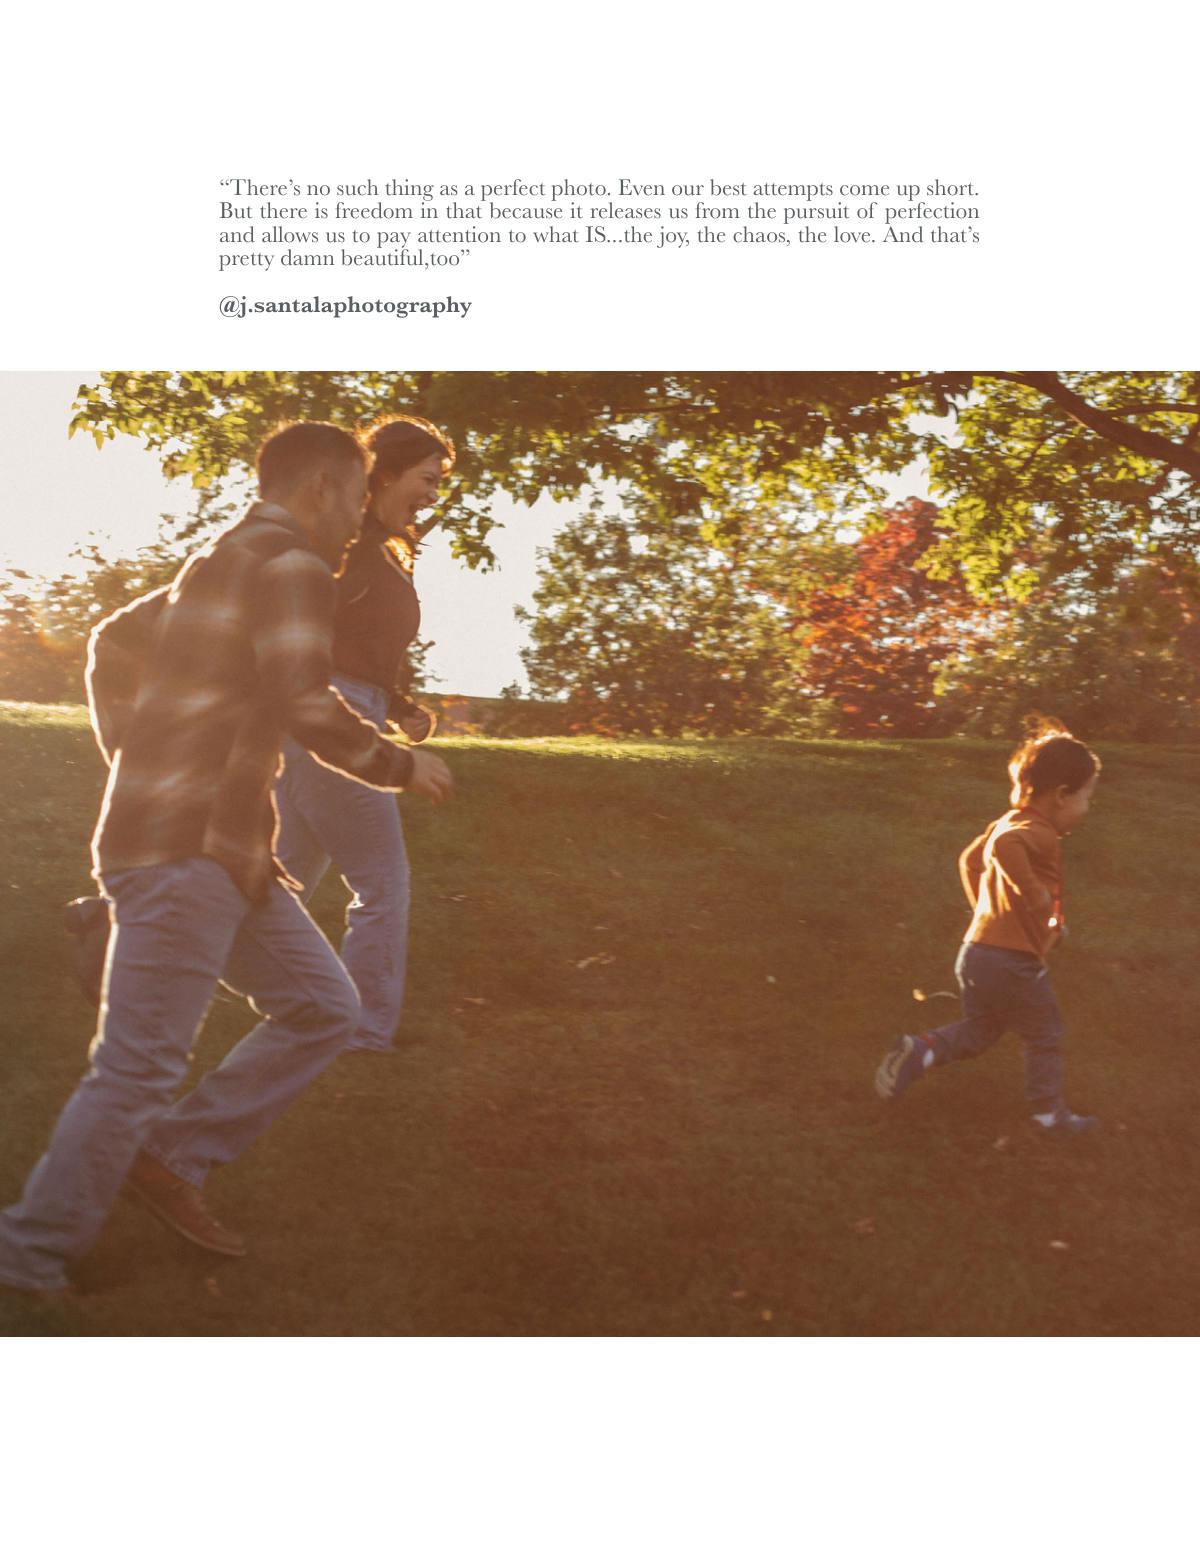 “There’s no such thing as a perfect photo. Even our best attempts come up short.
But there is freedom in that because it releases us from the pursuit of perfection
and allows us to pay attention to what IS...the joy, the chaos, the love. And that’s
pretty damn beautiful,too”
@j.santalaphotography